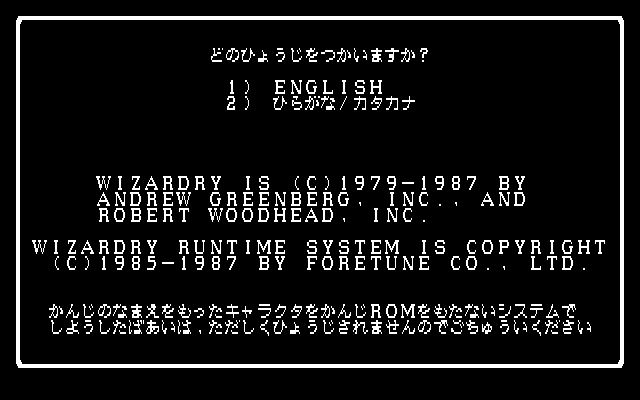 どのひょうじをつかいますか?
1) ENGLISH
2) ひらがな/カタカナ
WIZARDRY IS (C)1979-1987 BY
ANDREW GREENBERG, INC., AND
ROBERT WOODHEAD, INC.
WIZARDRY RUNTIME SYSTEM IS COPYRIGHT
(C)1985-1987 BY FORETUNE CO., LTD.
かんじのなまえをもったキャラクタをかんじROMをもたないシステムで
しようしたばあいは,ただしくひょうじされませんのでごちゅういください